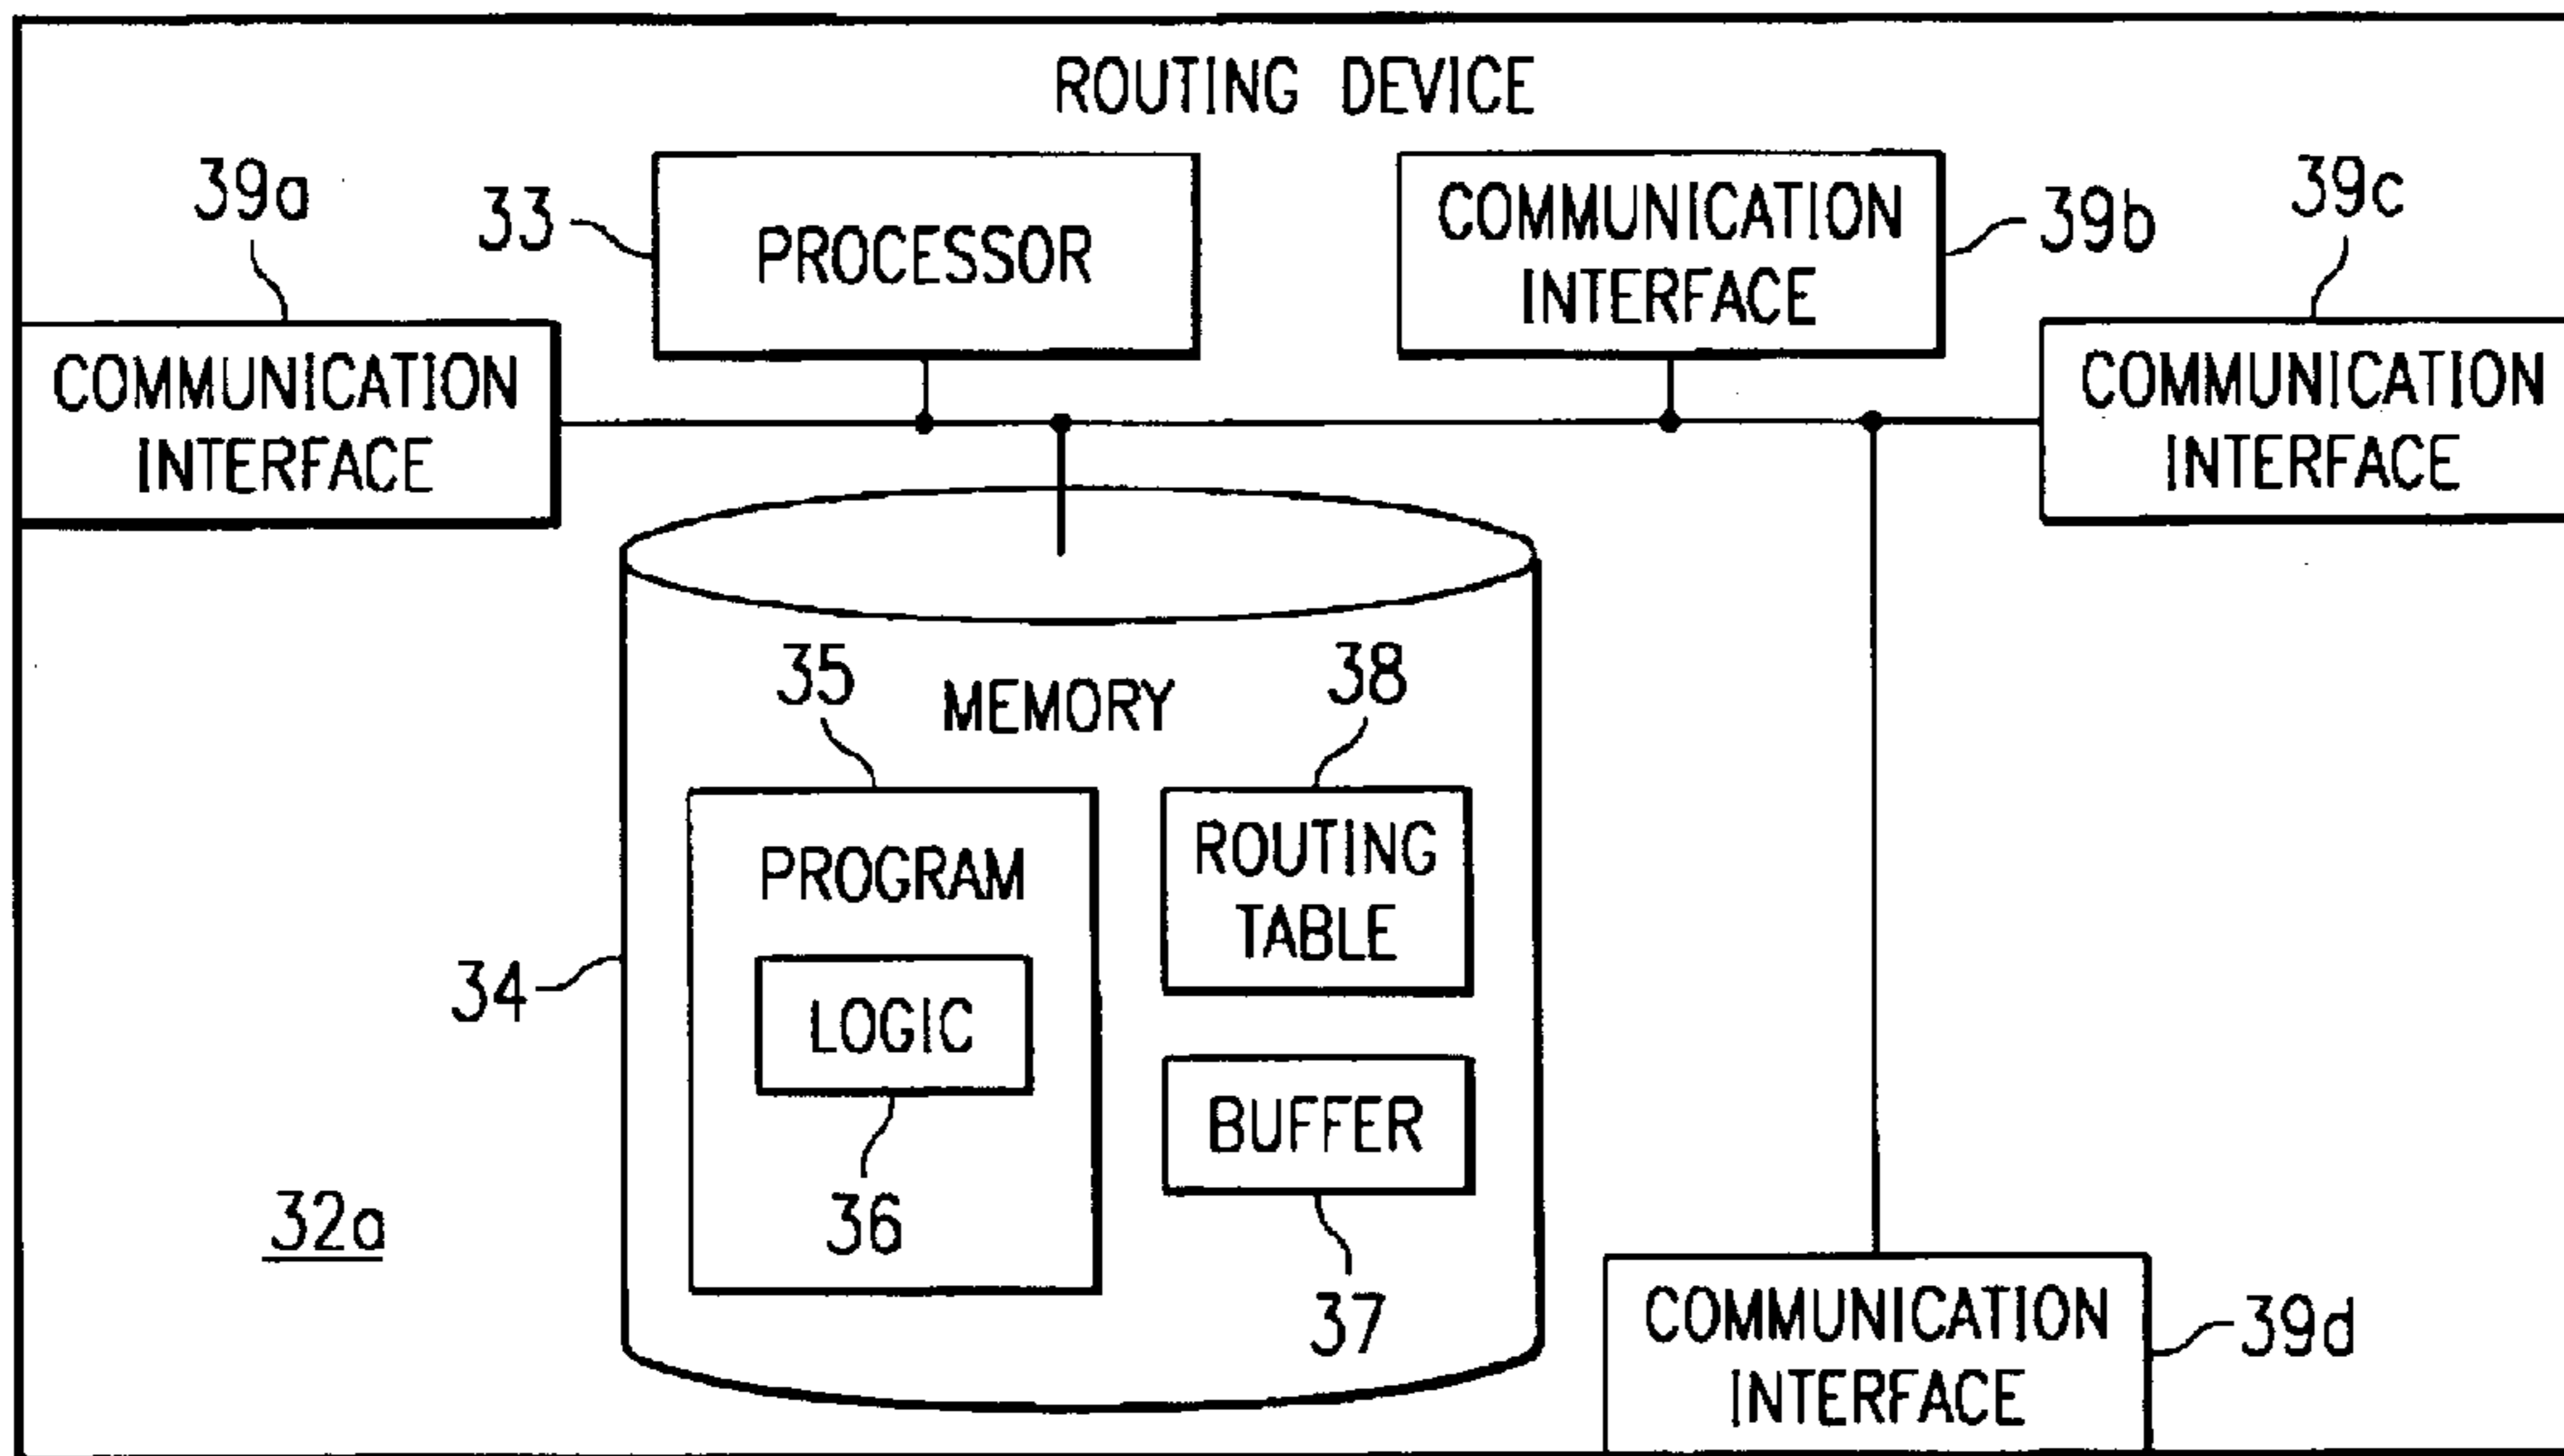 ROUTING DEVICE
39a
33
PROCESSOR
COMMUNICATION
INTERFACE
39b
39c
COMMUNICATION
INTERFACE
COMMUNICATION
INTERFACE
35
MEMORY
38
PROGRAM
ROUTING
TABLE
34
LOGIC
BUFFER
36
32a
37
COMMUNICATION
INTERFACE
39d